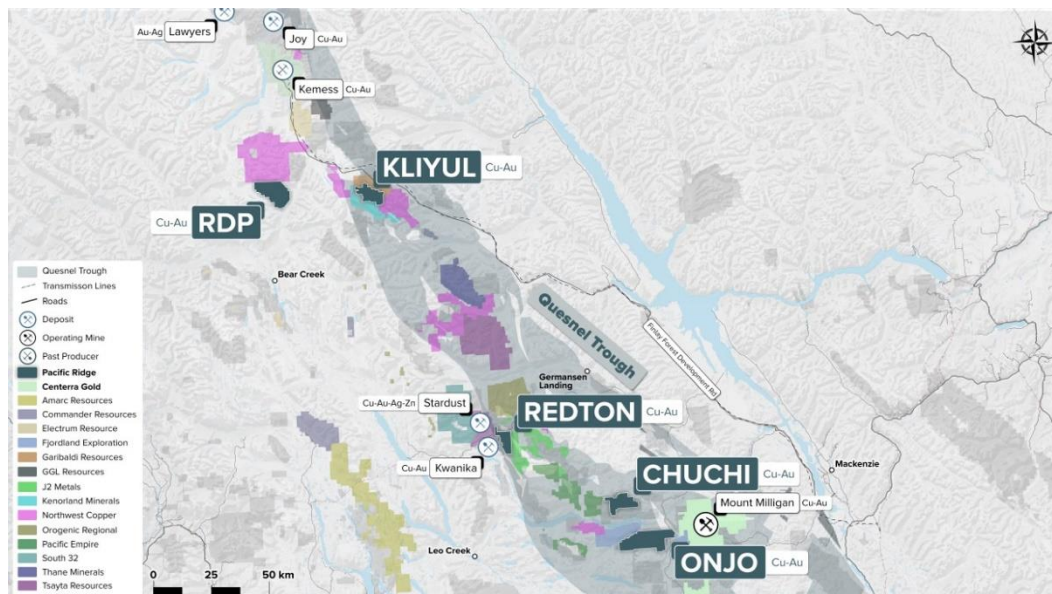 Au-Ag Lawyers
Joy Cu-Au
Kemess Cu-Au
KLIYUL Cu-Au
Cu-Au RDP
Bear Creek
Quesnel Trough
Finlay Forest Development Rd
Germansen
Landing
Cu-Au-Ag-Zn Stardust
REDTON Cu-Au
Cu-Au Kwanika
CHUCHI Cu-Au
Mackenzie
Mount Milligan Cu-Au
Leo Creek
ONJO Cu-Au
Quesnel Trough
Transmisson Lines
Roads
Deposit
Operating Mine
Past Producer
Pacific Ridge
Centerra Gold
Amarc Resources
Commander Resources
Electrum Resource
Fjordland Exploration
Garibaldi Resources
GGL Resources
J2 Metals
Kenorland Minerals
Northwest Copper
Orogenic Regional
Pacific Empire
South 32
Thane Minerals
Tsayta Resources
0 25 50 km